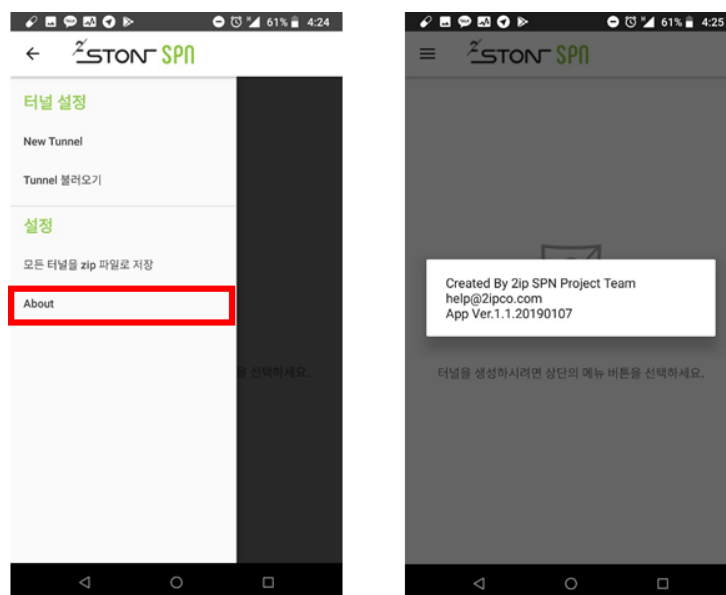 61% 4:24
ZSTON SPN
터널 설정
New Tunnel
Tunnel 불러오기
설정
모든 터널을 zip 파일로 저장
About
을 선택하세요.
61% 4:25
ZSTON SPN
Created By 2ip SPN Project Team
help@2ipco.com
App Ver.1.1.20190107
터널을 생성하시려면 상단의 메뉴 버튼을 선택하세요.